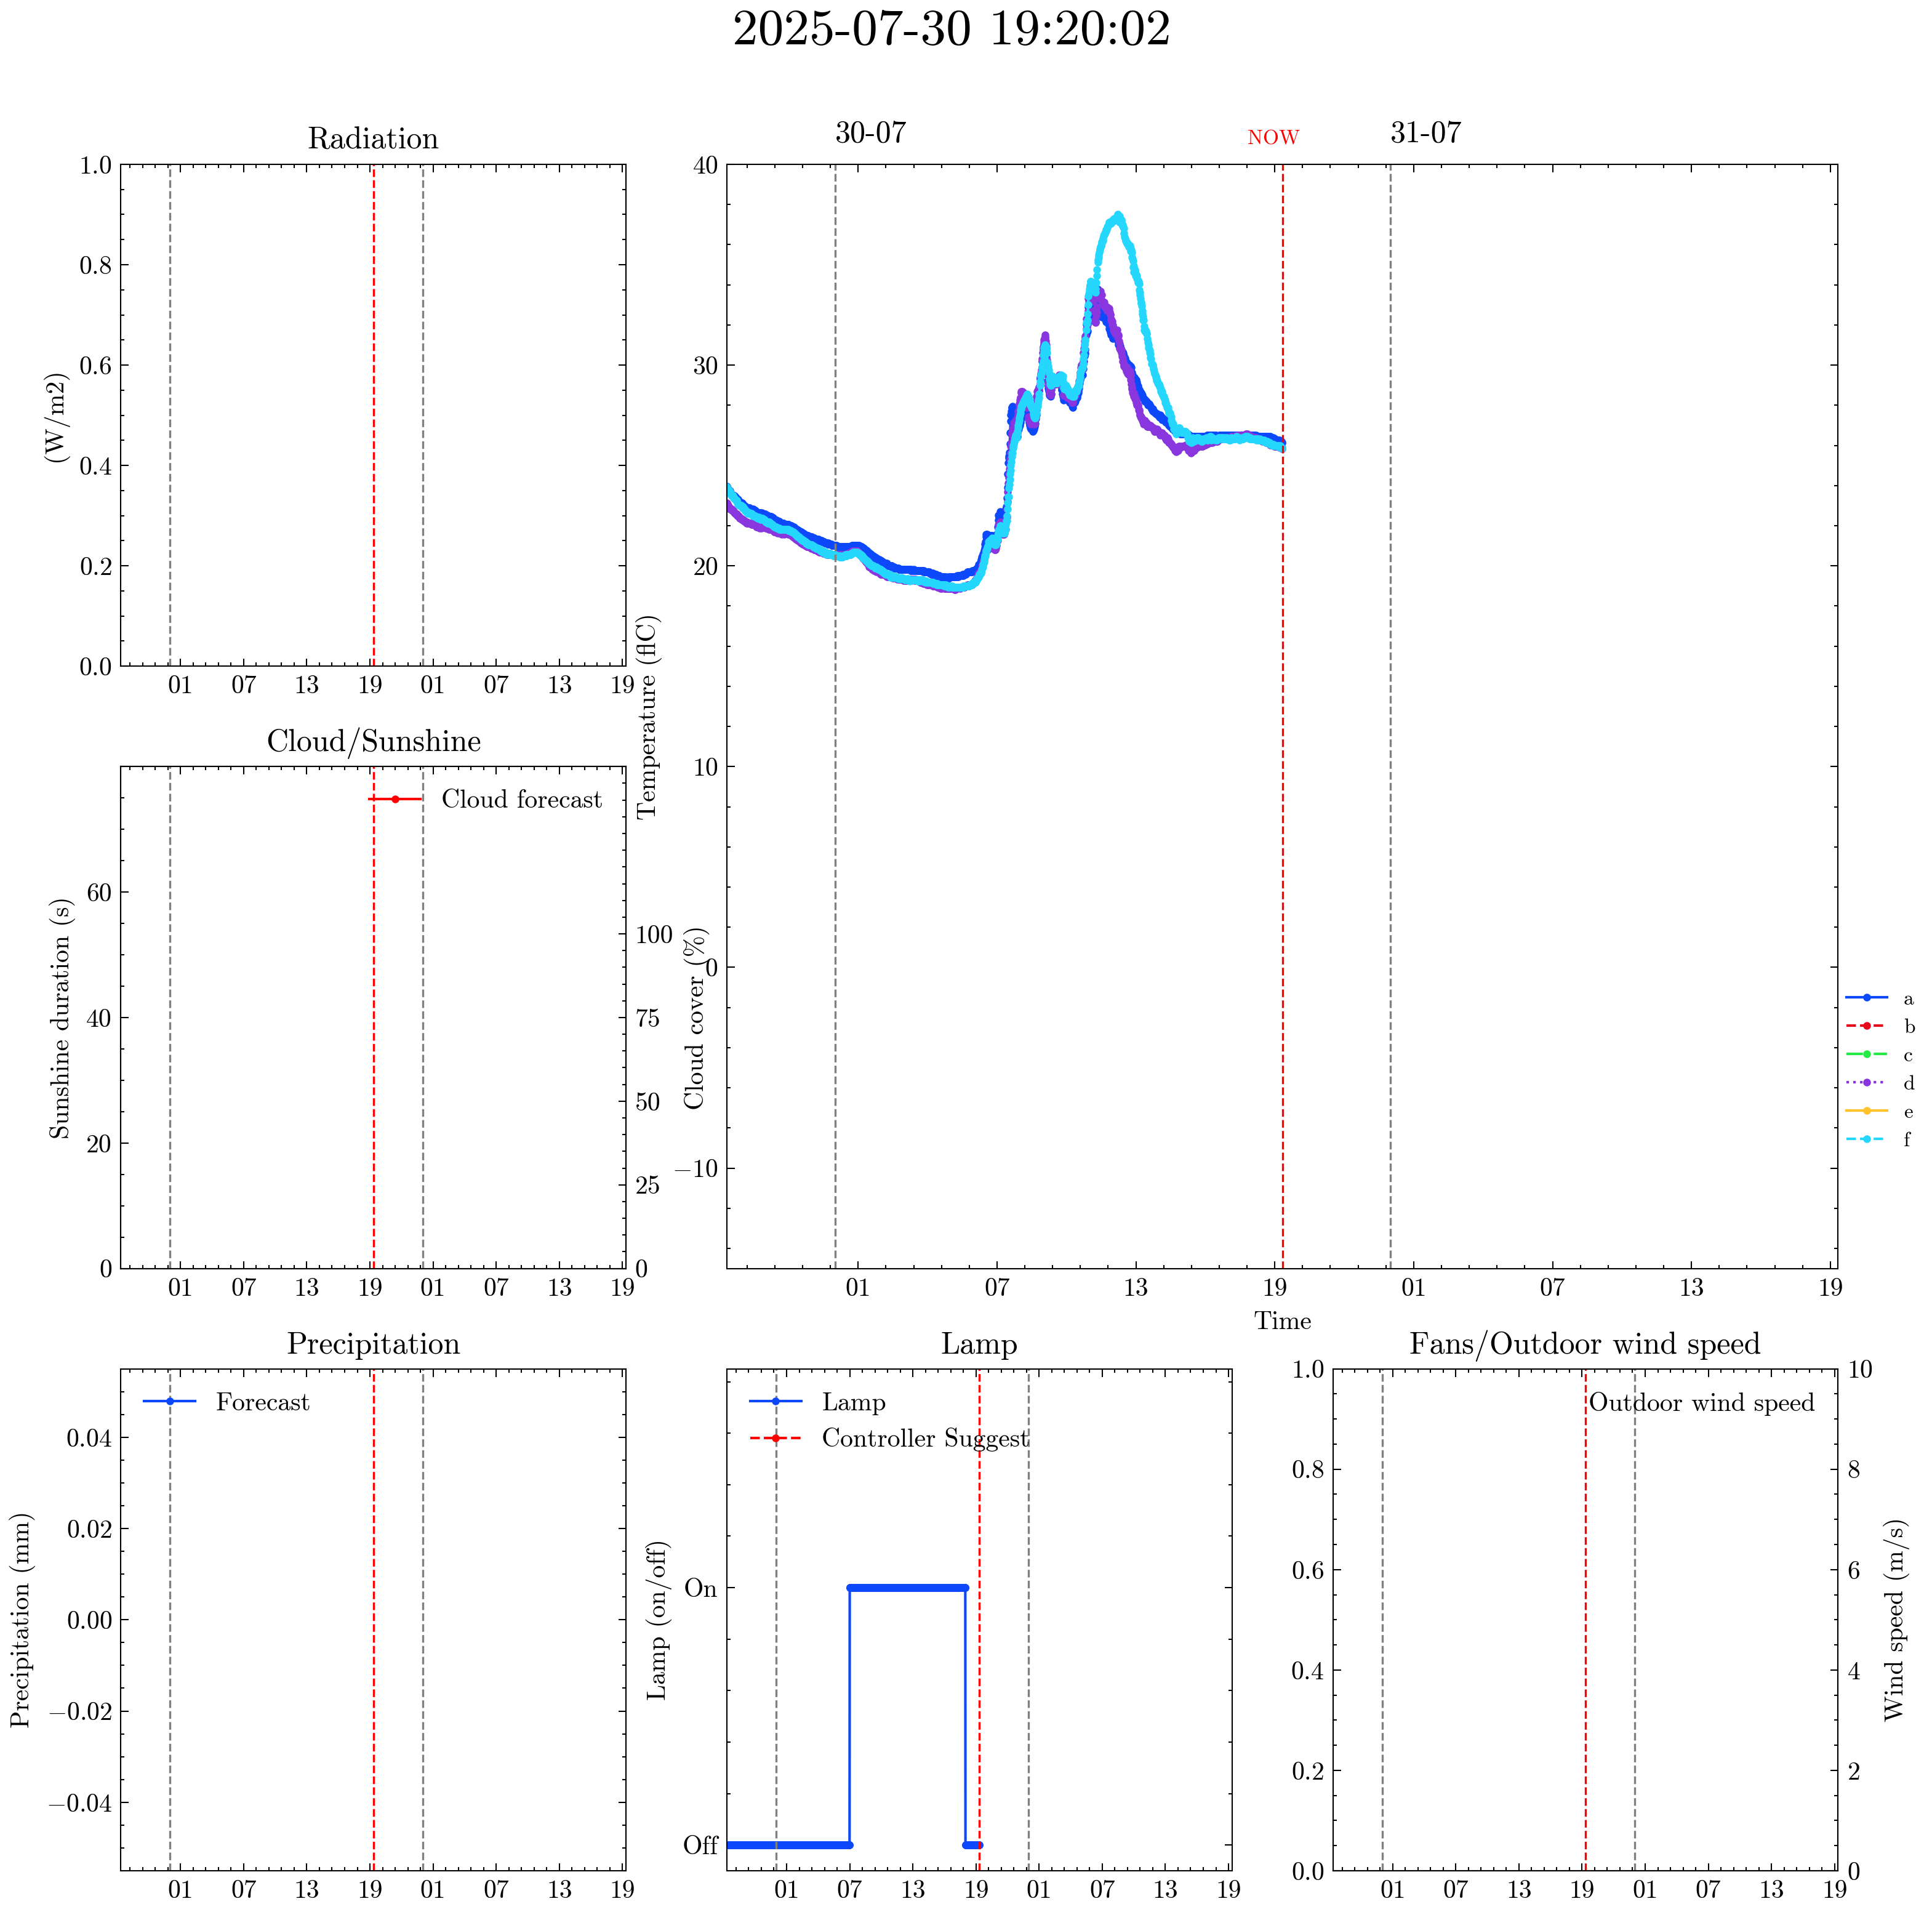 2025-07-30 19:20:02
Radiation
30-07
NOW
31-07
1.0
0.8
0.6
0.4
0.2
0.0
(W/m2)
01 07 13 19 01 07 13 19
40
30
20
10
0
−10
Temperature (flC)
01 07 13 19 01 07 13 19
Time
a
b
c
d
e
f
Cloud/Sunshine
Cloud forecast
60
40
20
0
Sunshine duration (s)
100
75
50
25
0
Cloud cover (%)
01 07 13 19 01 07 13 19
Precipitation
Forecast
0.04
0.02
0.00
−0.02
−0.04
Precipitation (mm)
01 07 13 19 01 07 13 19
Lamp
Lamp
Controller Suggest
On
Off
Lamp (on/off)
01 07 13 19 01 07 13 19
Fans/Outdoor wind speed
Outdoor wind speed
1.0
0.8
0.6
0.4
0.2
0.0
10
8
6
4
2
0
Wind speed (m/s)
01 07 13 19 01 07 13 19